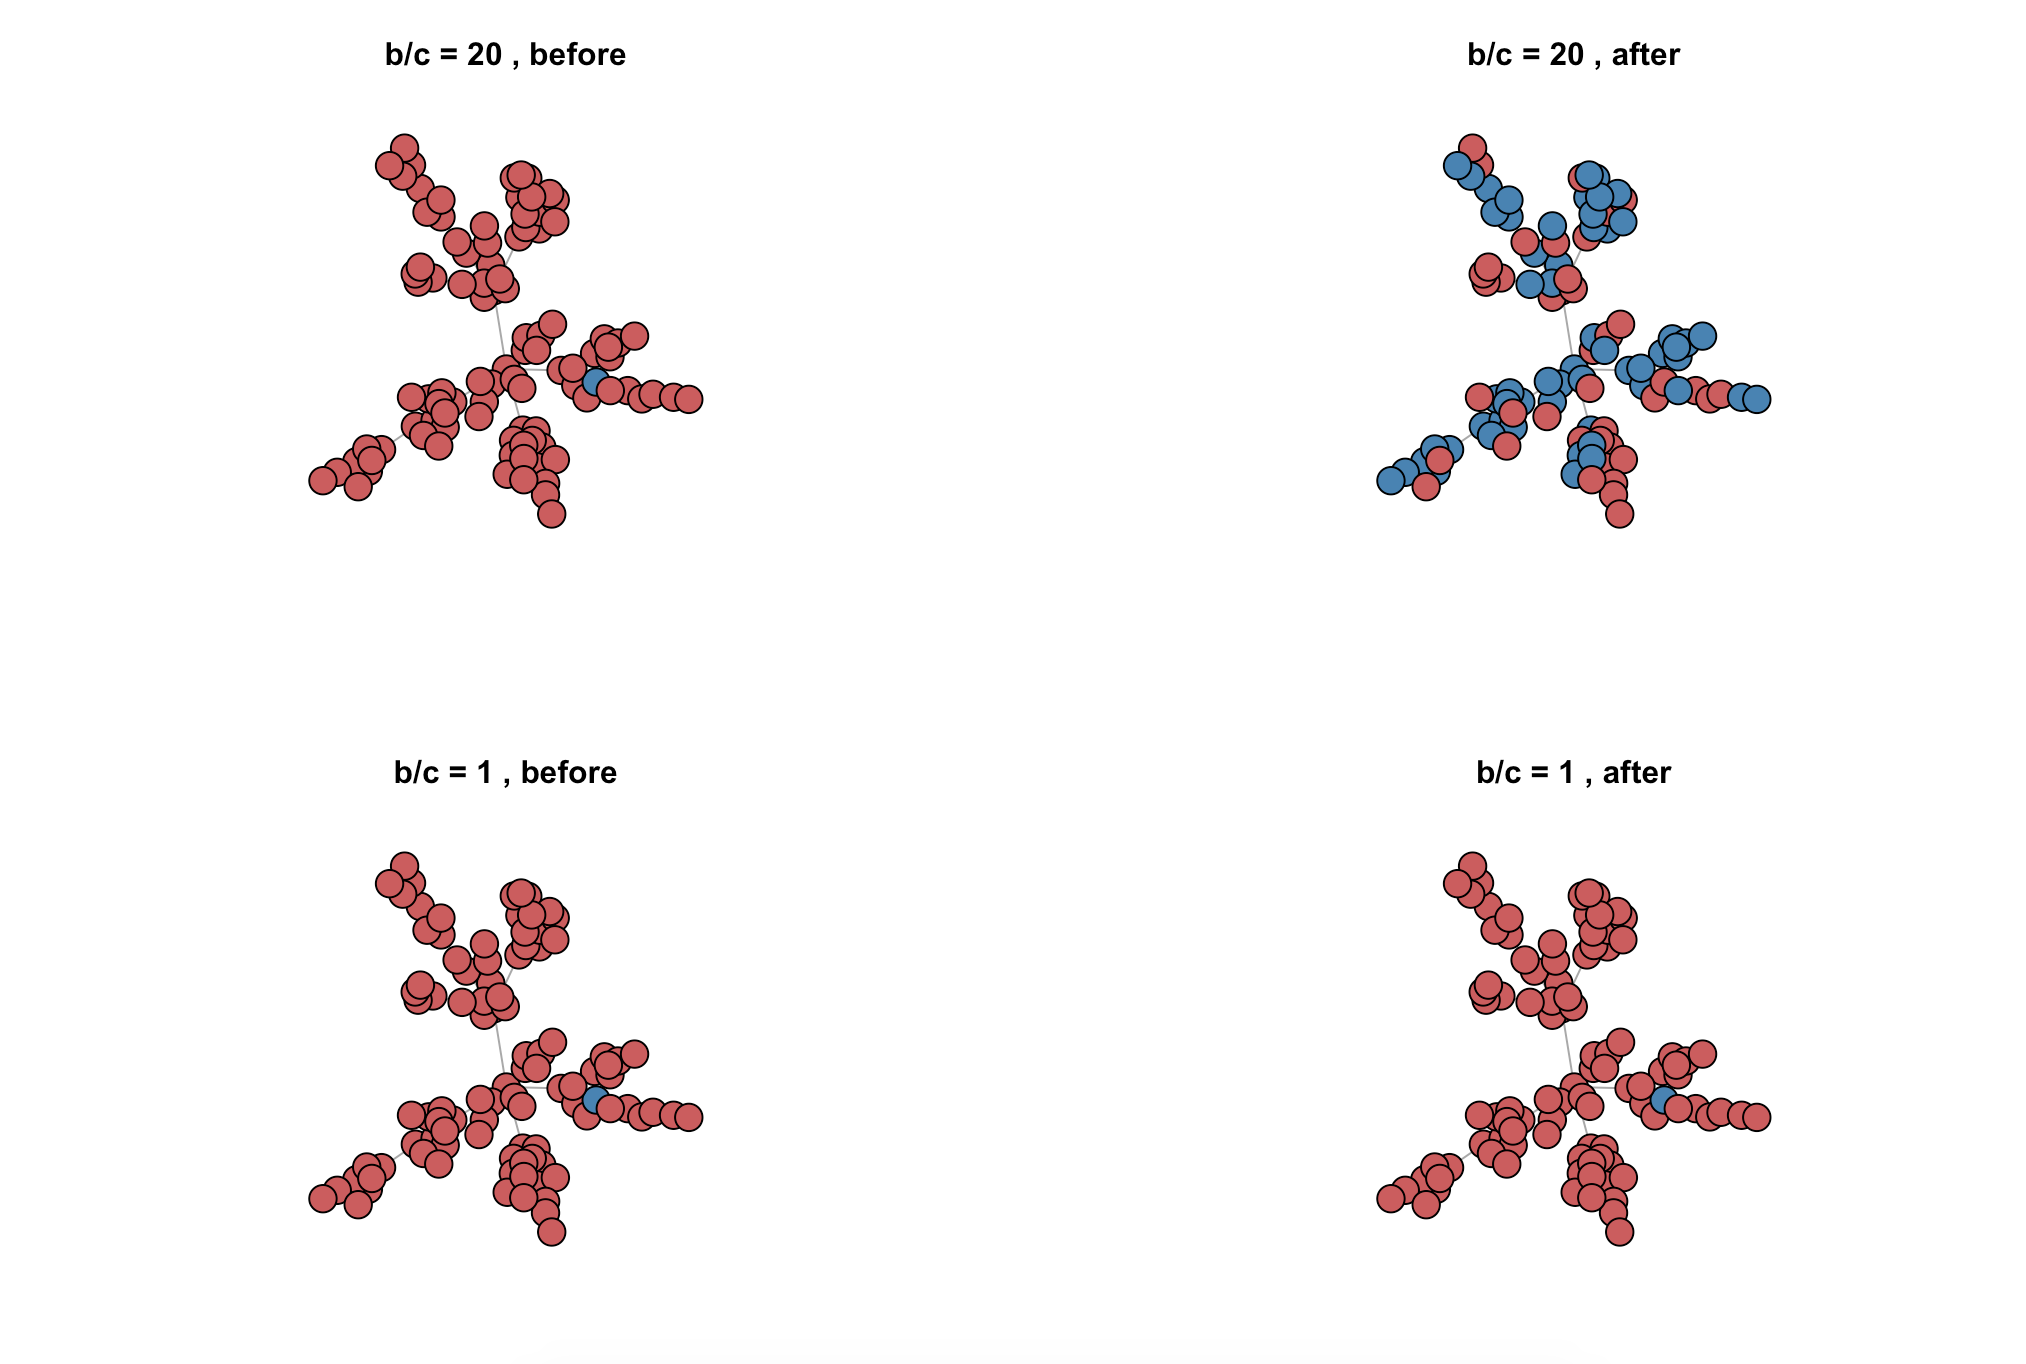 b/c = 20 , before
b/c = 20 , after
b/c = 1 , before
b/c = 1 , after